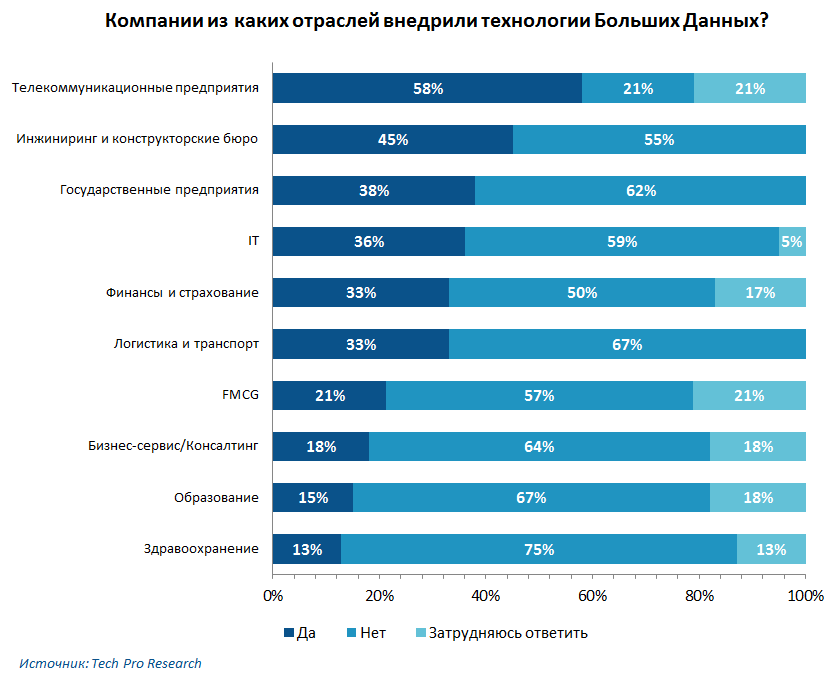 Компании из каких отраслей внедрили технологии Больших Данных?
Телекоммуникационные предприятия 58% 21% 21%
Инжиниринг и конструкторские бюро 45% 55%
Государственные предприятия 38% 62%
IT 36% 59% 5%
Финансы и страхование 33% 50% 17%
Логистика и транспорт 33% 67%
FMCG 21% 57% 21%
Бизнес-сервис/Консалтинг 18% 64% 18%
Образование 15% 67% 18%
Здравоохранение 13% 75% 13%
0% 20% 40% 60% 80% 100%
Да Нет Затрудняюсь ответить
Источник: Tech Pro Research